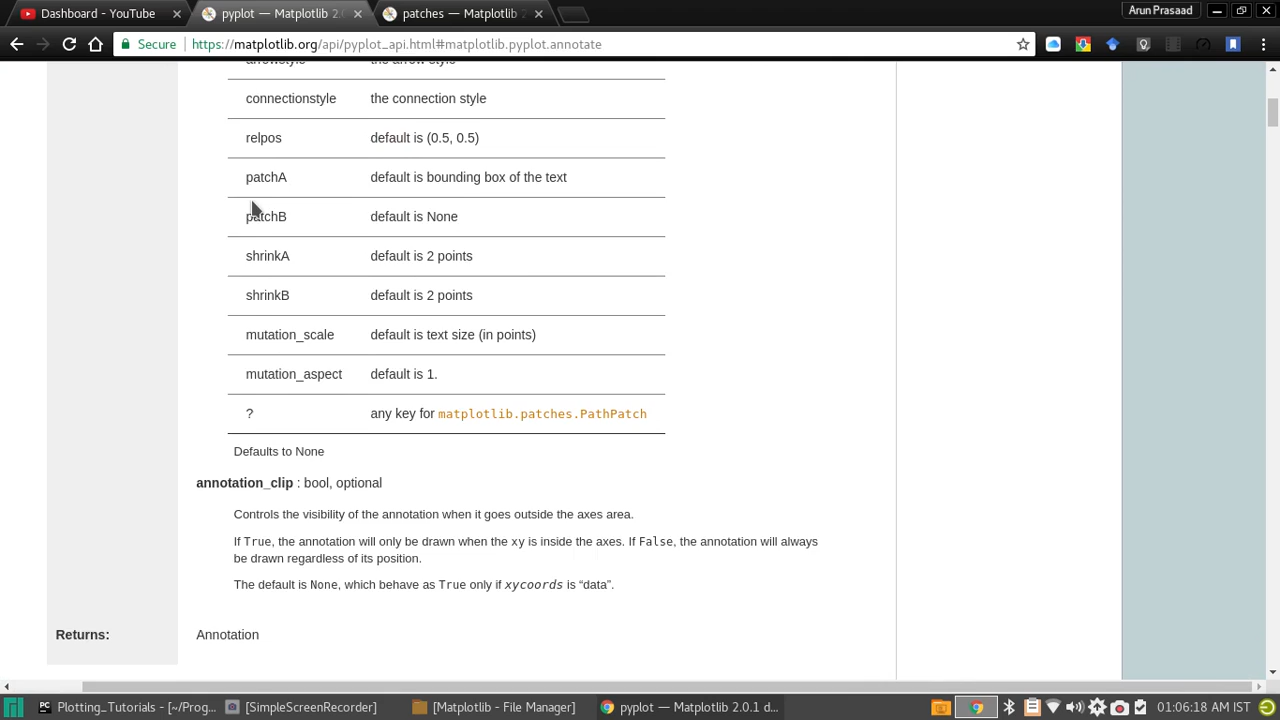 Dashboard - YouTube
pyplot — Matplotlib 2.0
patches — Matplotlib 2
Arun Prasaad
Secure https://matplotlib.org/api/pyplot_api.html#matplotlib.pyplot.annotate
arrowstyle the arrow style
connectionstyle the connection style
relpos default is (0.5, 0.5)
patchA default is bounding box of the text
patchB default is None
shrinkA default is 2 points
shrinkB default is 2 points
mutation_scale default is text size (in points)
mutation_aspect default is 1.
? any key for matplotlib.patches.PathPatch
Defaults to None
annotation_clip : bool, optional
Controls the visibility of the annotation when it goes outside the axes area.
If True, the annotation will only be drawn when the xy is inside the axes. If False, the annotation will always
be drawn regardless of its position.
The default is None, which behave as True only if xycoords is “data”.
Returns: Annotation
Plotting_Tutorials - [~/Prog...
[SimpleScreenRecorder]
[Matplotlib - File Manager]
pyplot — Matplotlib 2.0.1 d...
01:06:18 AM IST